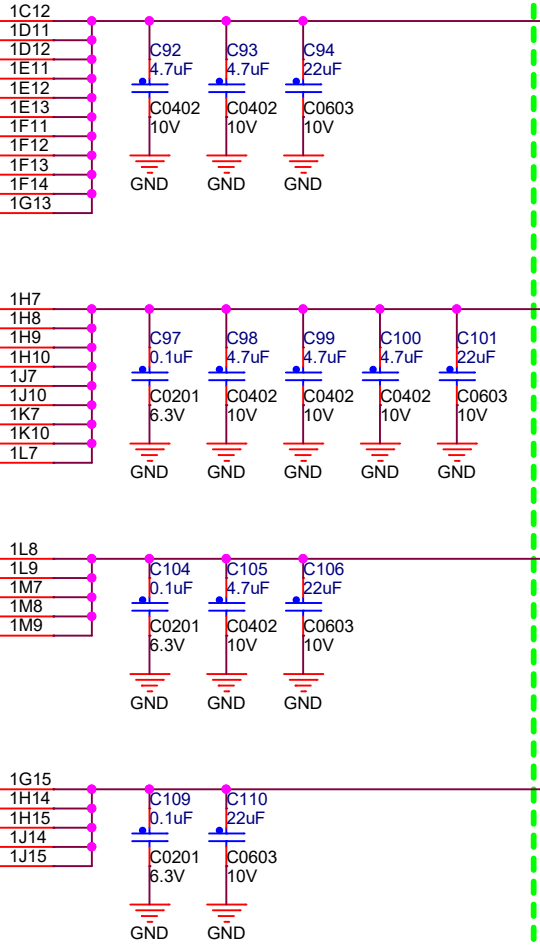 1C12
1D11
1D12
1E11
1E12
1E13
1F11
1F12
1F13
1F14
1G13
C92
4.7uF
C0402
10V
GND
C93
4.7uF
C0402
10V
GND
C94
22uF
C0603
10V
GND
1H7
1H8
1H9
1H10
1J7
1J10
1K7
1K10
1L7
C97
0.1uF
C0201
6.3V
GND
C98
4.7uF
C0402
10V
GND
C99
4.7uF
C0402
10V
GND
C100
4.7uF
C0402
10V
GND
C101
22uF
C0603
10V
GND
1L8
1L9
1M7
1M8
1M9
C104
0.1uF
C0201
6.3V
GND
C105
4.7uF
C0402
10V
GND
C106
22uF
C0603
10V
GND
1G15
1H14
1H15
1J14
1J15
C109
0.1uF
C0201
6.3V
GND
C110
22uF
C0603
10V
GND